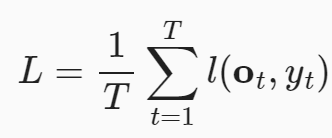 L = \frac{1}{T} \sum_{t=1}^{T} l(\mathbf{o}_t, y_t)